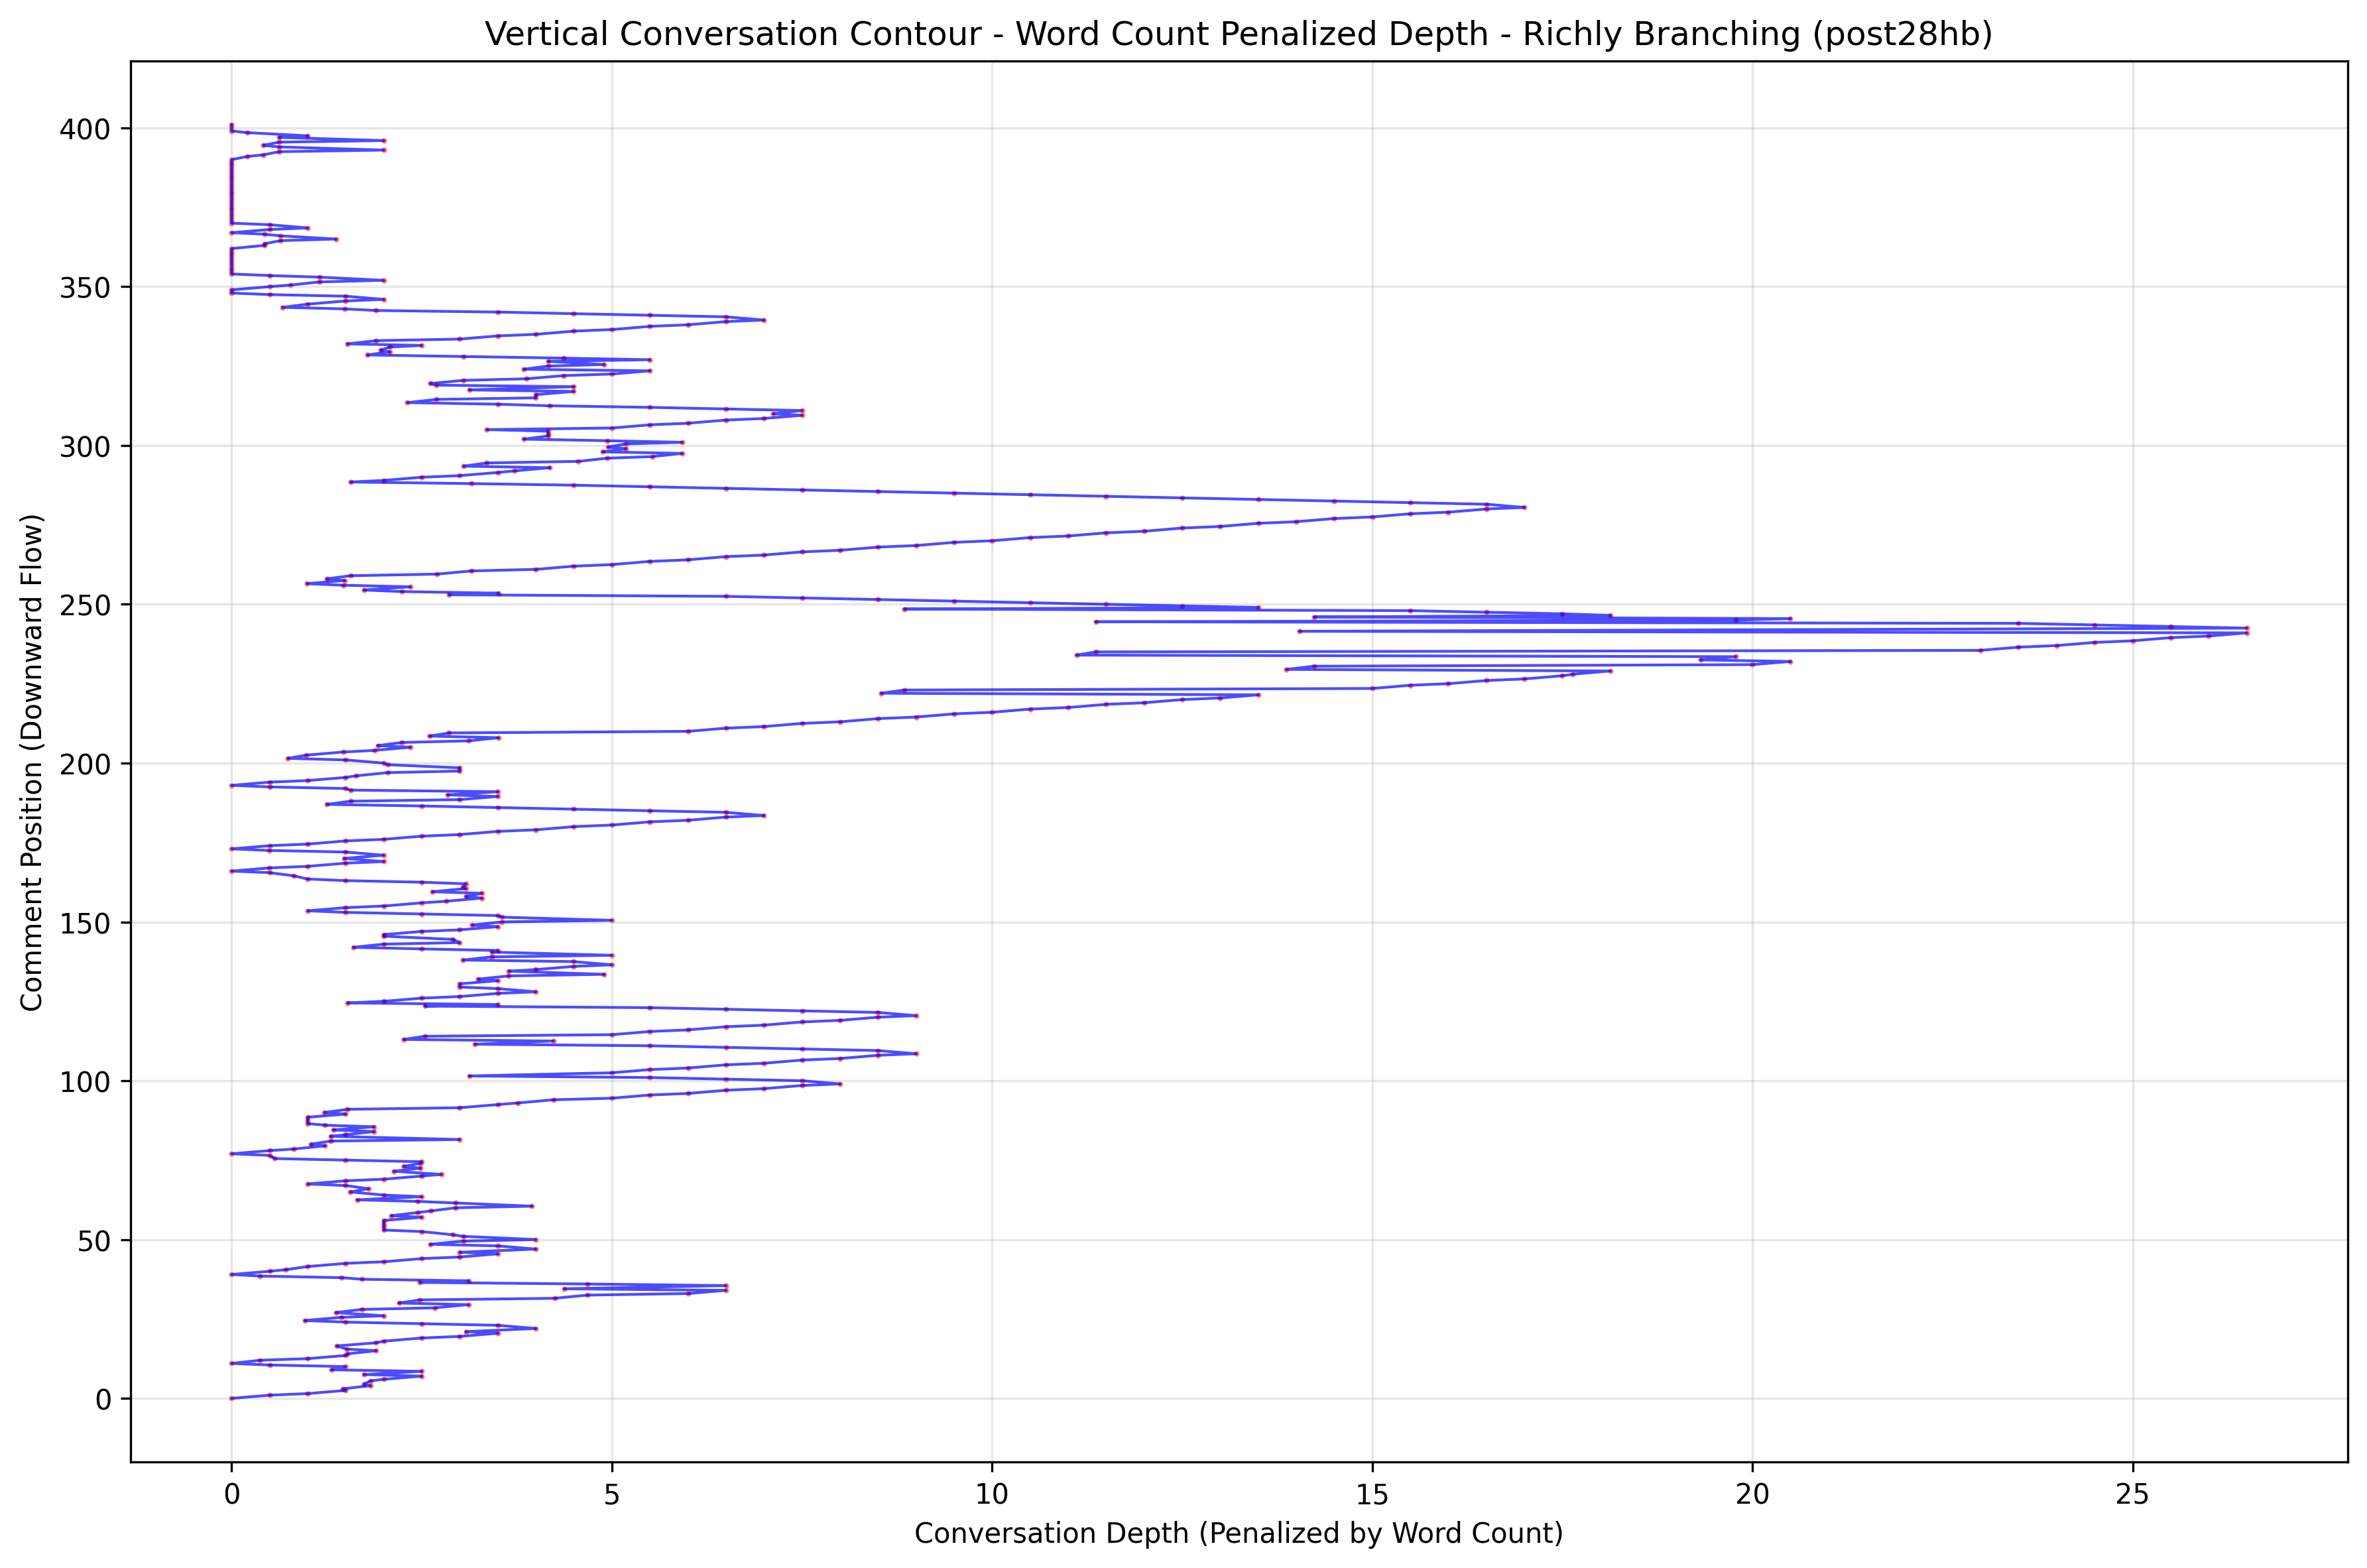 Vertical Conversation Contour - Word Count Penalized Depth - Richly Branching (post28hb)
400
350
300
250
200
150
100
50
0
Comment Position (Downward Flow)
0 5 10 15 20 25
Conversation Depth (Penalized by Word Count)